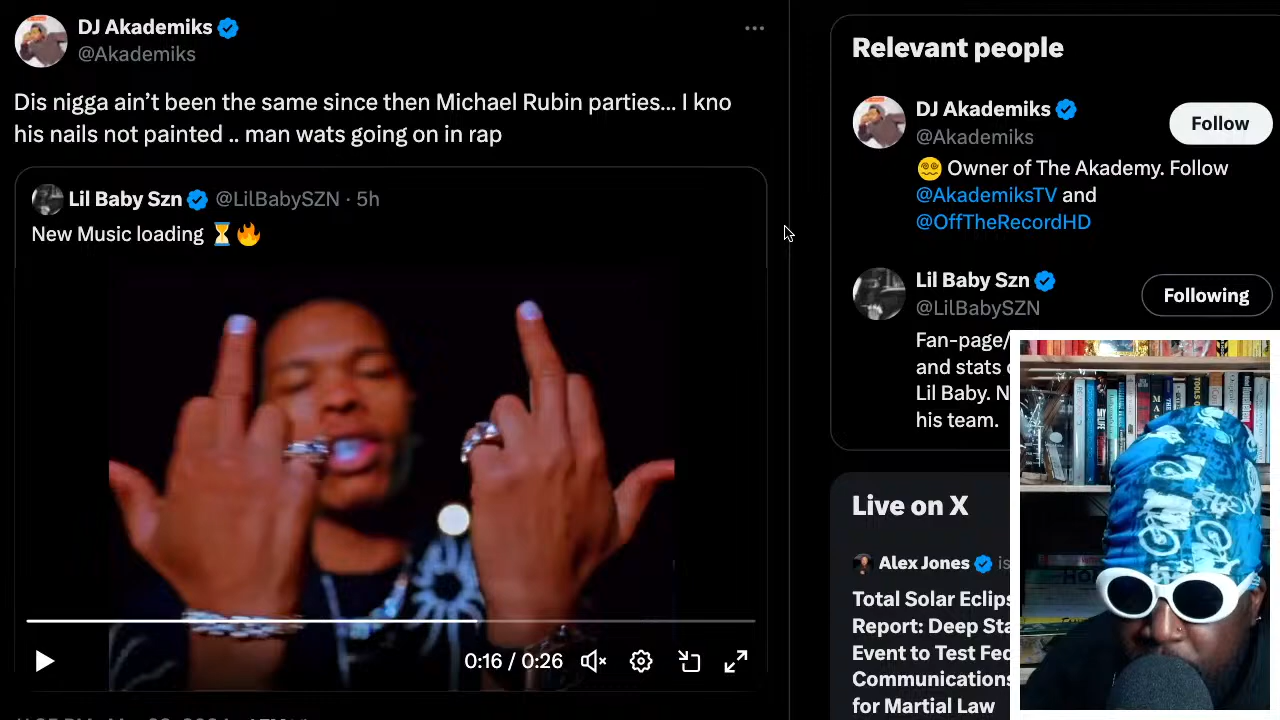 DJ Akademiks
@Akademiks
Dis nigga ain’t been the same since then Michael Rubin parties... I kno
his nails not painted .. man wats going on in rap
Lil Baby Szn @LilBabySZN · 5h
New Music loading ⏳🔥
0:16 / 0:26
Relevant people
DJ Akademiks
@Akademiks
Follow
😵‍💫 Owner of The Akademy. Follow
@AkademiksTV and
@OffTheRecordHD
Lil Baby Szn
@LilBabySZN
Following
Fan-page/
and stats
Lil Baby. N
his team.
Live on X
Alex Jones is
Total Solar Eclips
Report: Deep Sta
Event to Test Fed
Communications
for Martial Law